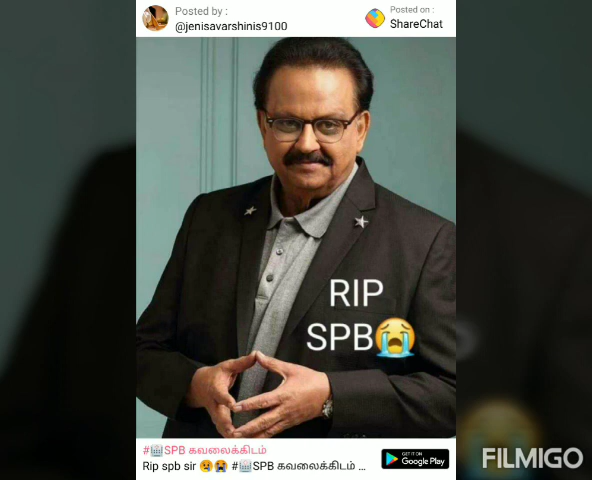 Posted by :
@jenisavarshinis9100
Posted on :
ShareChat
RIP
SPB😭
#🏥SPB கவலைக்கிடம்
Rip spb sir 😢😭 #🏥SPB கவலைக்கிடம் ...
GET IT ON
Google Play
FILMIGO